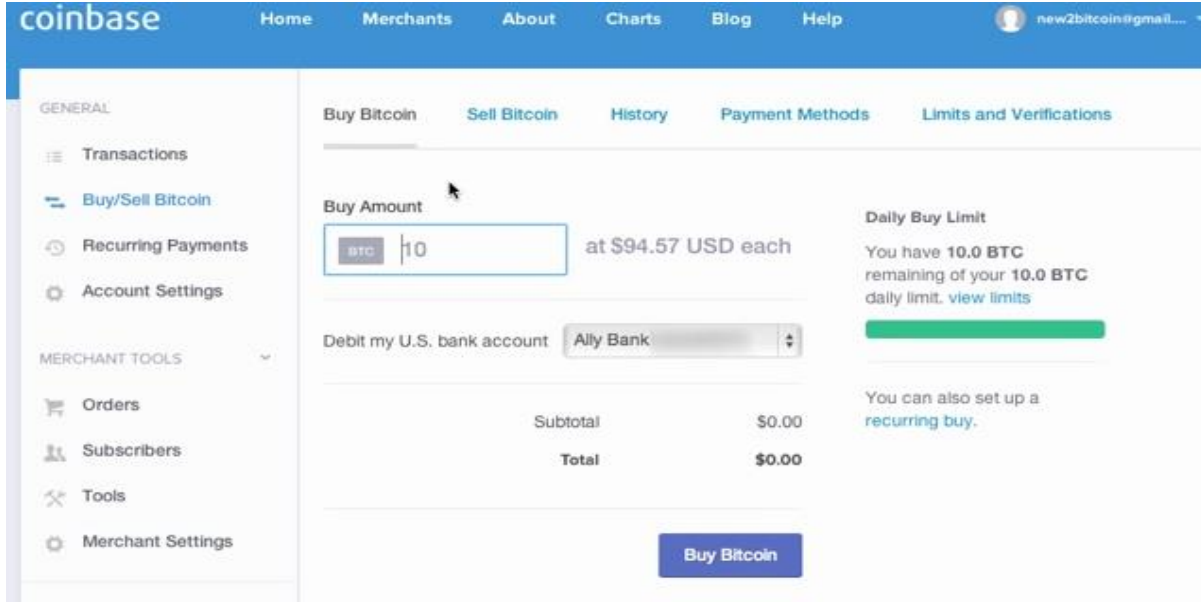 coinbase
Home Merchants About Charts Blog Help
new2bitcoin@gmail....
GENERAL
Transactions
Buy/Sell Bitcoin
Recurring Payments
Account Settings
MERCHANT TOOLS
Orders
Subscribers
Tools
Merchant Settings
Buy Bitcoin Sell Bitcoin History Payment Methods Limits and Verifications
Buy Amount
BTC 10 at $94.57 USD each
Debit my U.S. bank account Ally Bank
Subtotal $0.00
Total $0.00
Buy Bitcoin
Daily Buy Limit
You have 10.0 BTC
remaining of your 10.0 BTC
daily limit. view limits
You can also set up a
recurring buy.